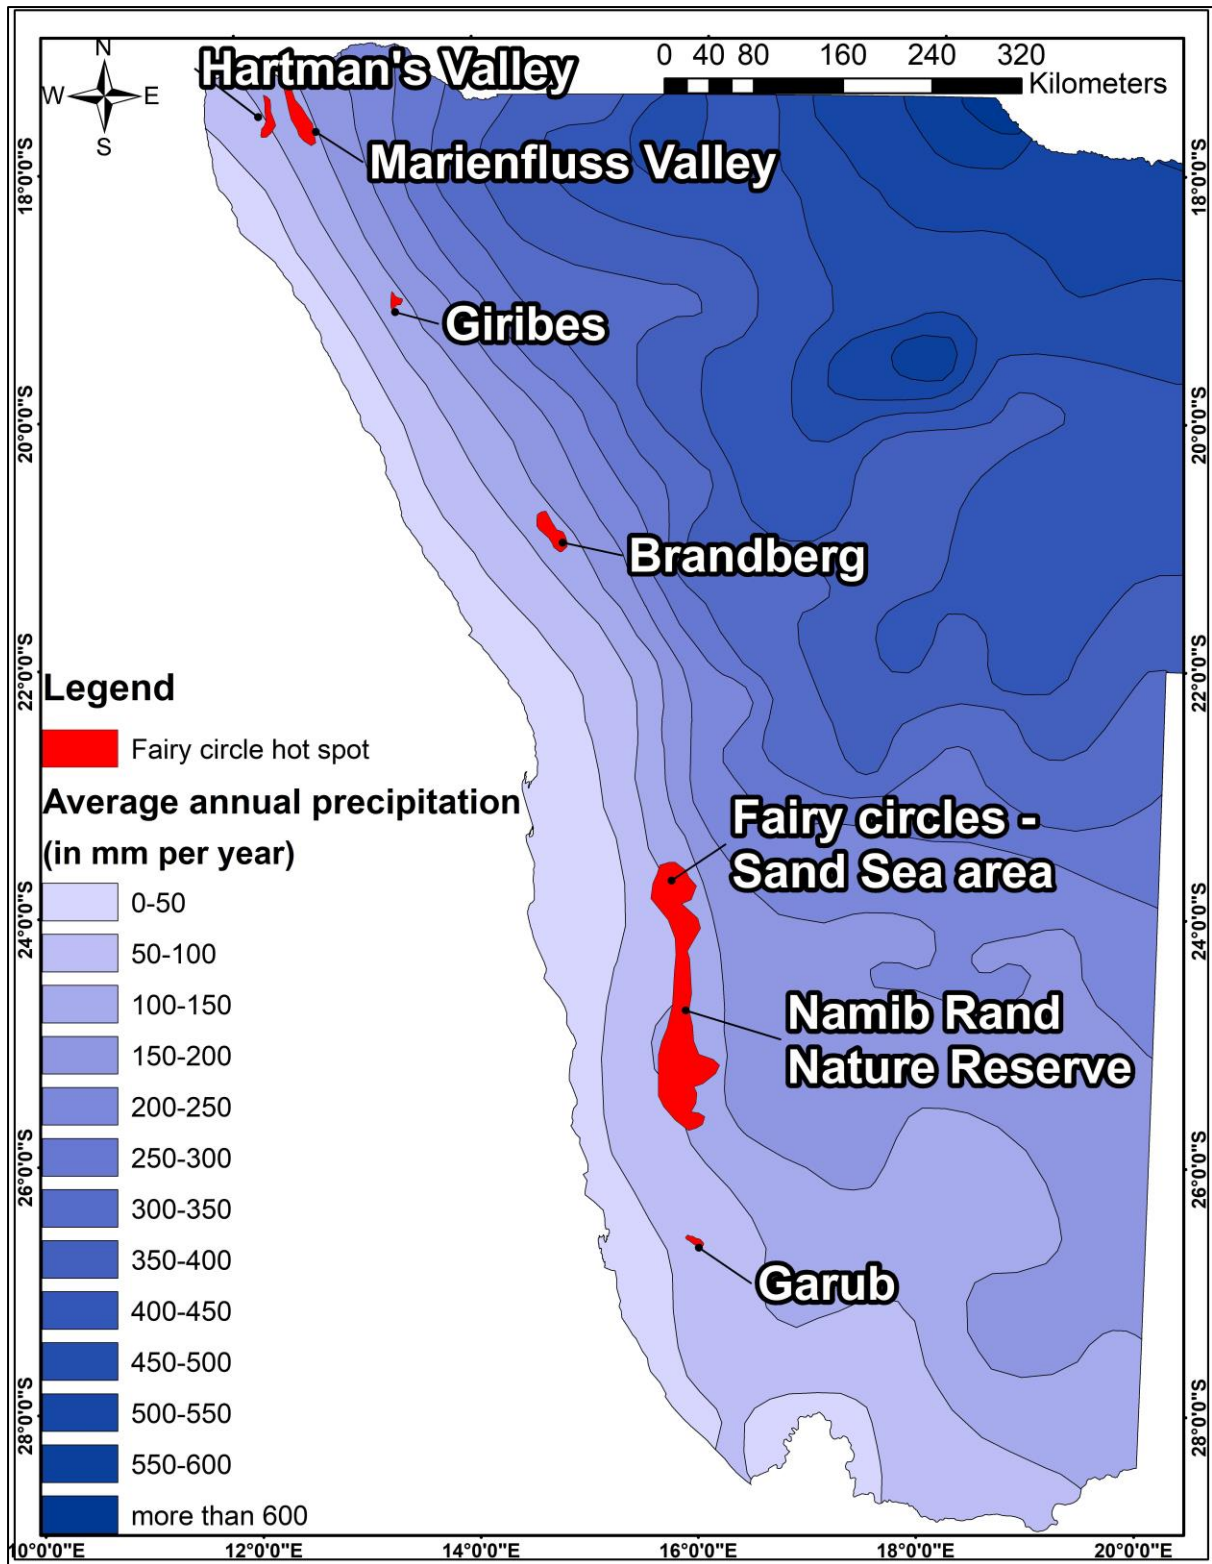 N
W E
S
Hartman's Valley
0 40 80 160 240 320
Kilometers
Marienfluss Valley
Giribes
Brandberg
Fairy circles -
Sand Sea area
Namib Rand
Nature Reserve
Garub
Legend
Fairy circle hot spot
Average annual precipitation
(in mm per year)
0-50
50-100
100-150
150-200
200-250
250-300
300-350
350-400
400-450
450-500
500-550
550-600
more than 600
18°0'0"S
20°0'0"S
22°0'0"S
24°0'0"S
26°0'0"S
28°0'0"S
18°0'0"S
20°0'0"S
22°0'0"S
24°0'0"S
26°0'0"S
28°0'0"S
10°0'0"E 12°0'0"E 14°0'0"E 16°0'0"E 18°0'0"E 20°0'0"E